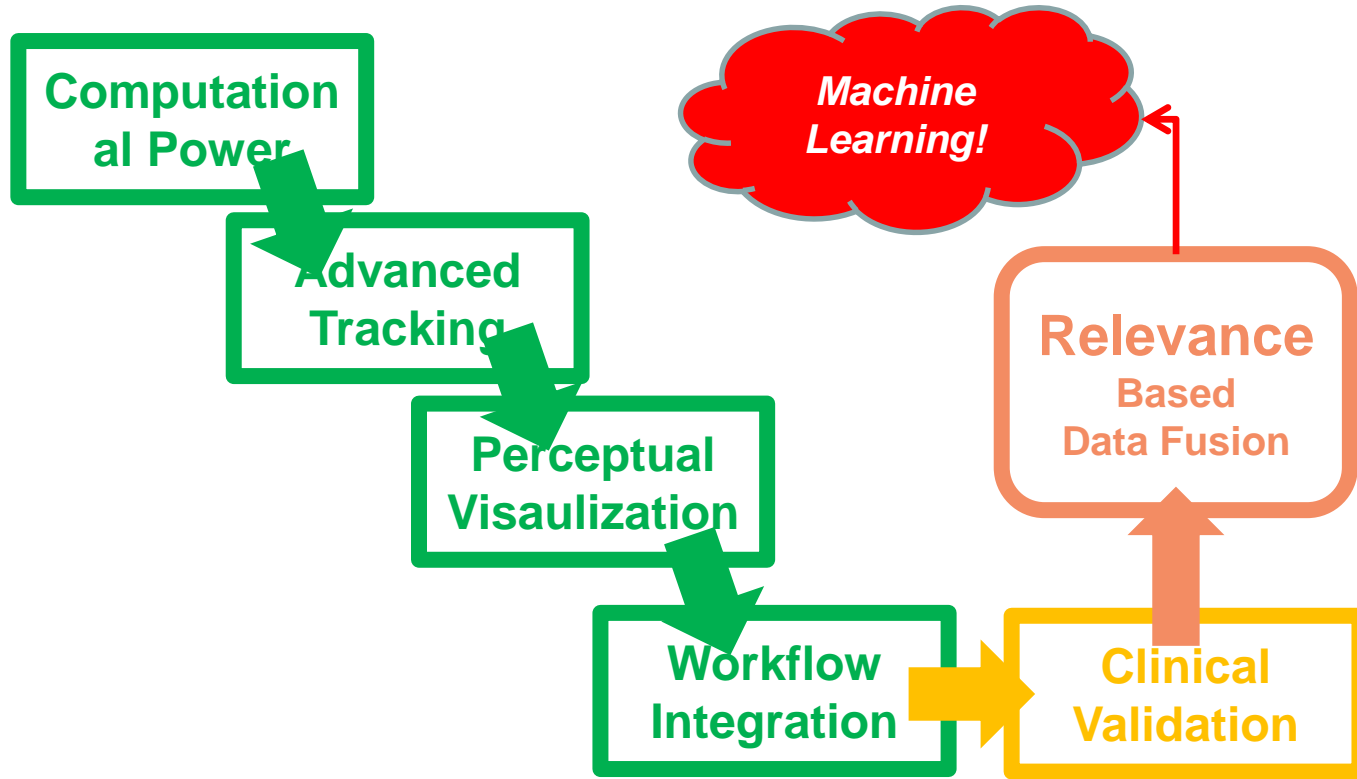 Computation
al Power
Advanced
Tracking
Perceptual
Visaulization
Workflow
Integration
Clinical
Validation
Relevance
Based
Data Fusion
Machine
Learning!